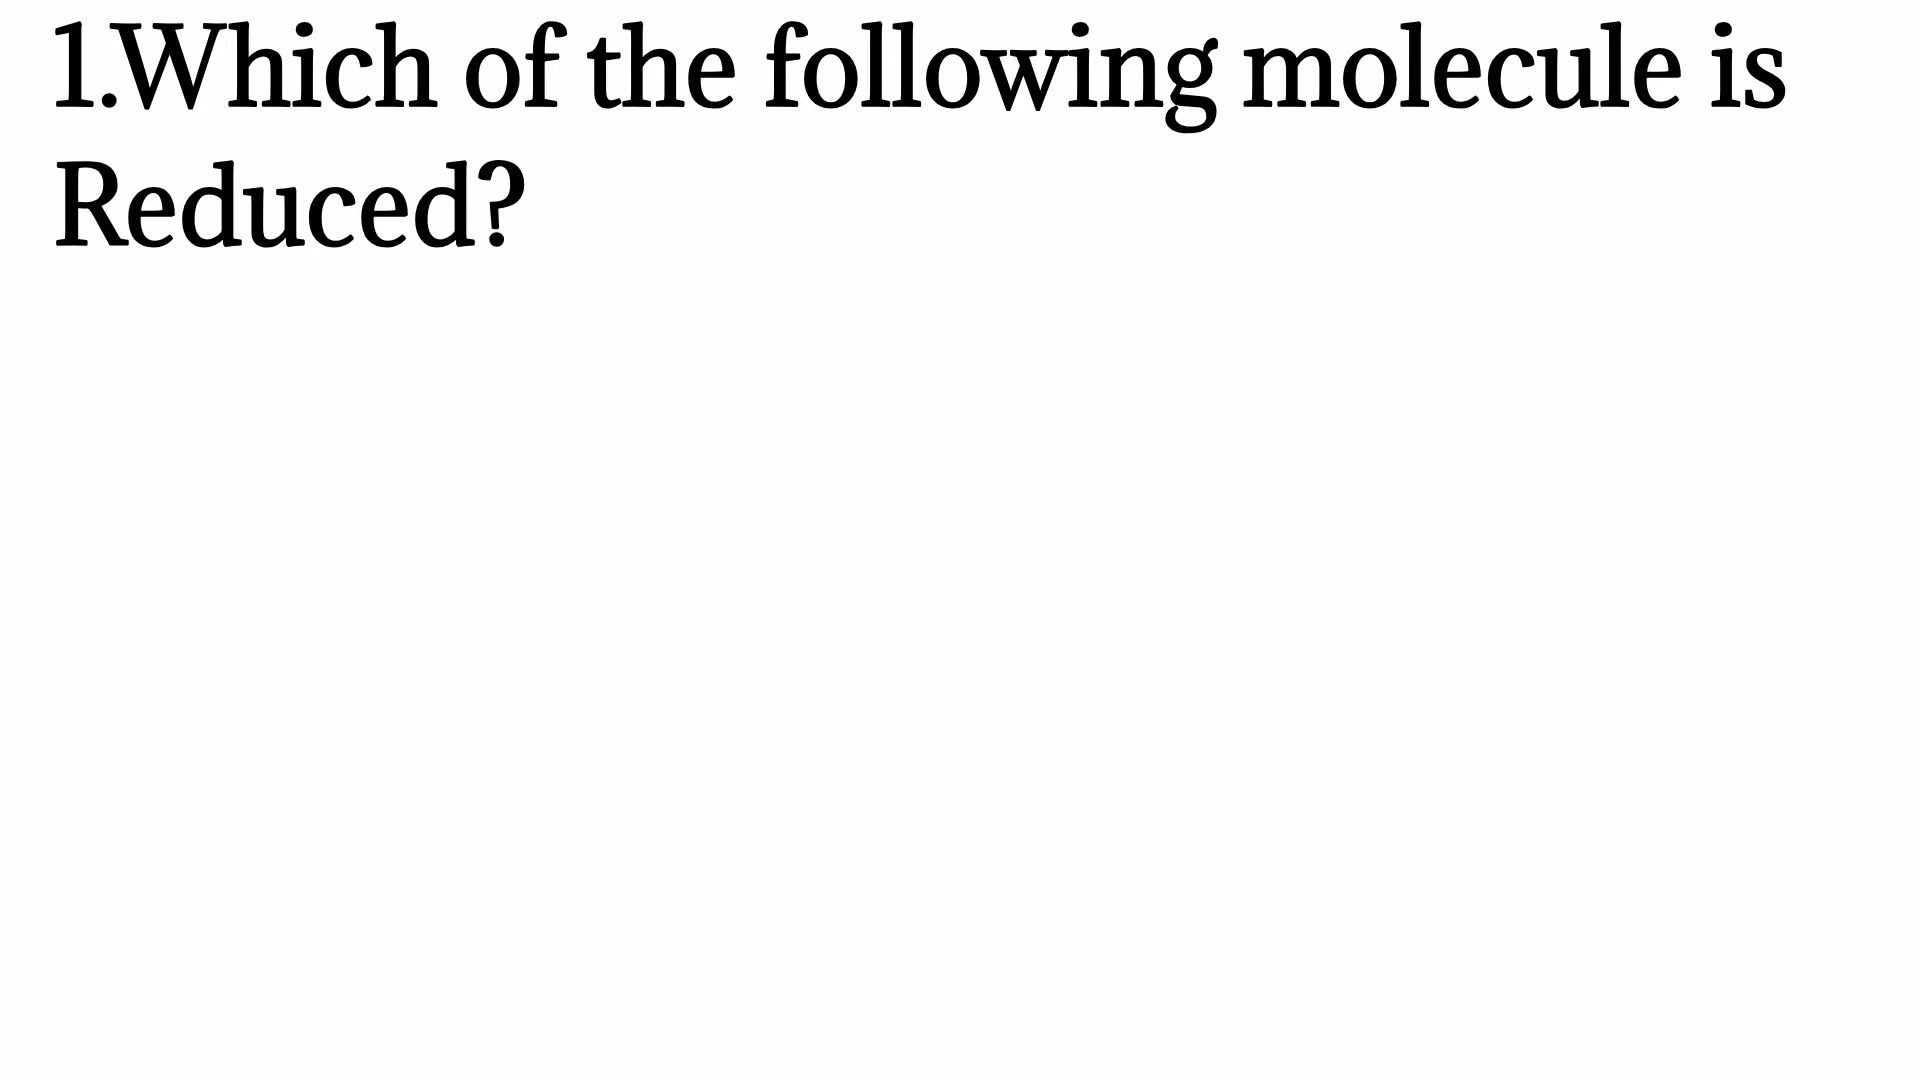 1.Which of the following molecule is
Reduced?